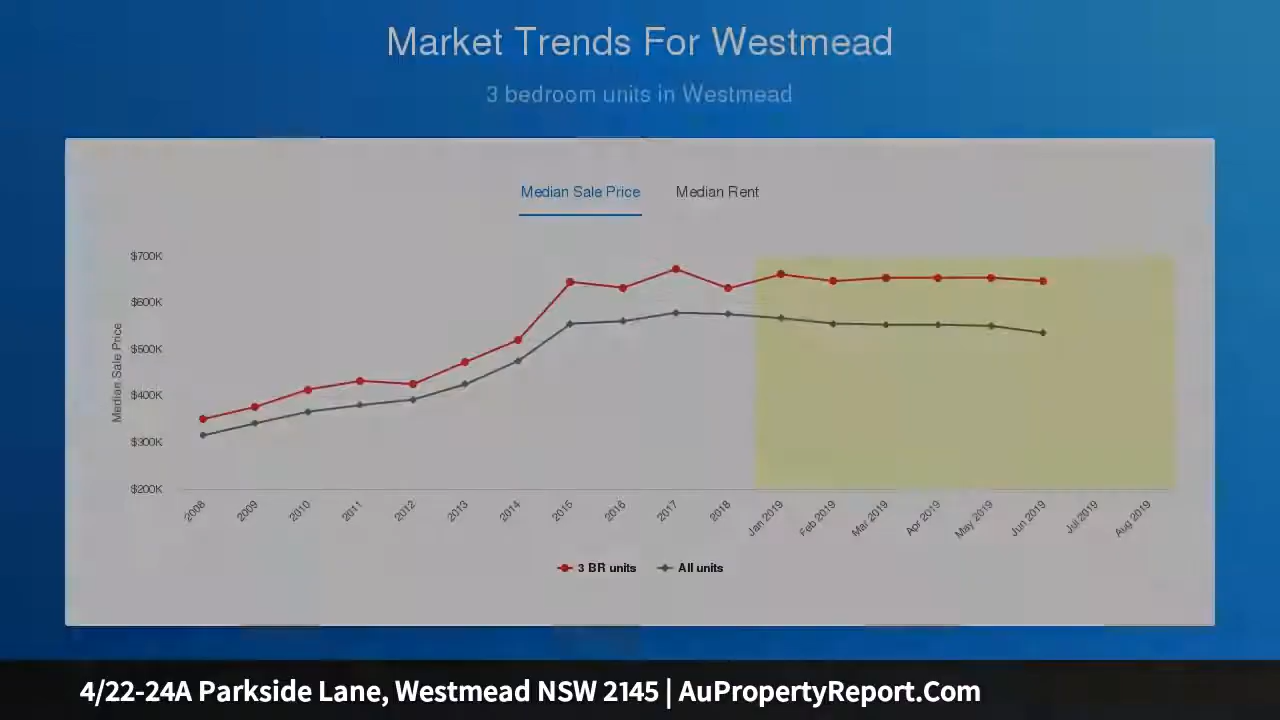 Market Trends For Westmead
3 bedroom units in Westmead
Median Sale Price Median Rent
$700K
$600K
$500K
$400K
$300K
$200K
Median Sale Price
2008 2009 2010 2011 2012 2013 2014 2015 2016 2017 2018 Jan 2019 Feb 2019 Mar 2019 Apr 2019 May 2019 Jun 2019 Jul 2019 Aug 2019
3 BR units All units
4/22-24A Parkside Lane, Westmead NSW 2145 | AuPropertyReport.Com